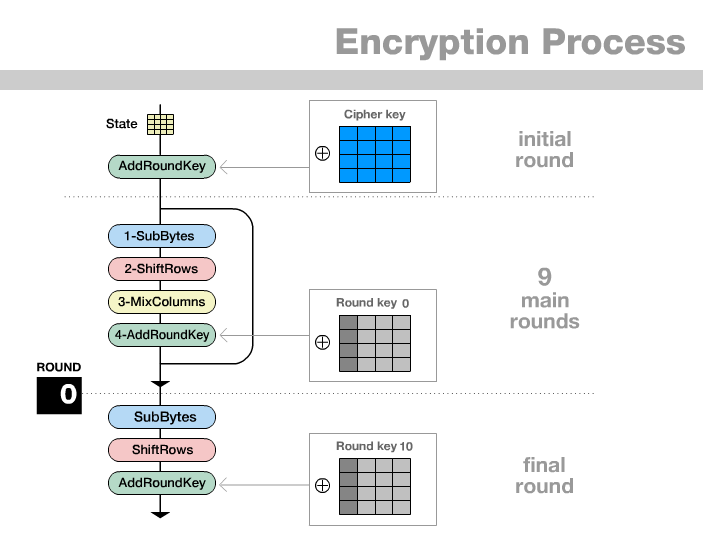 Encryption Process
State
Cipher key
initial
round
AddRoundKey
1-SubBytes
2-ShiftRows
3-MixColumns
4-AddRoundKey
Round key 0
9
main
rounds
ROUND
0
SubBytes
ShiftRows
AddRoundKey
Round key 10
final
round